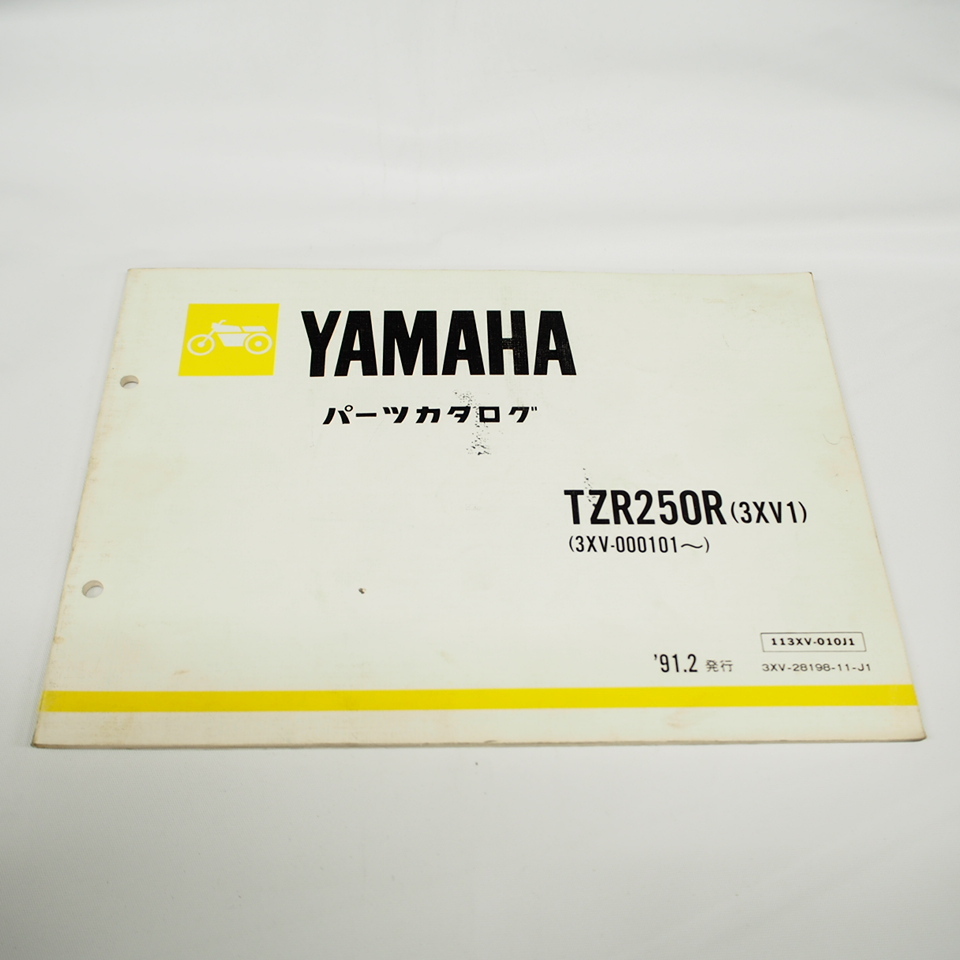 YAMAHA
パーツカタログ
TZR250R(3XV1)
(3XV-000101〜)
113XV-010J1
'91.2 発行
3XV-28198-11-J1